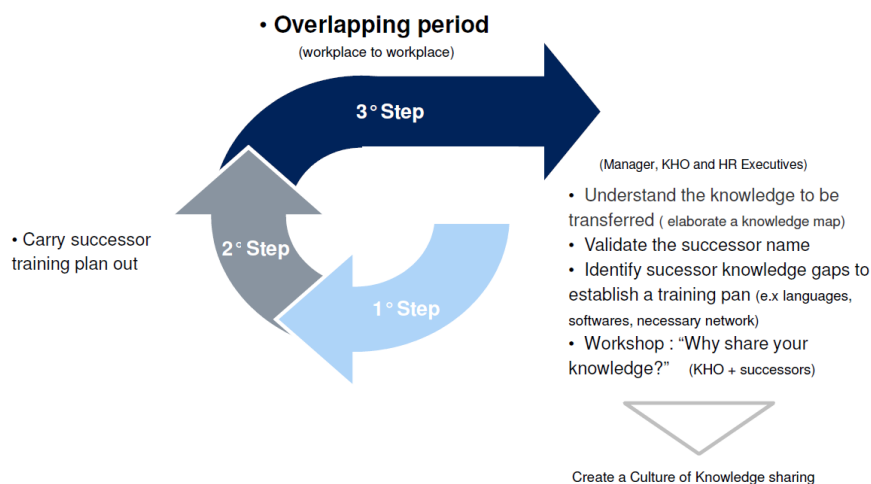 • Overlapping period
(workplace to workplace)
3° Step
(Manager, KHO and HR Executives)
• Understand the knowledge to be
transferred ( elaborate a knowledge map)
• Validate the successor name
• Identify sucessor knowledge gaps to
establish a training pan (e.x languages,
softwares, necessary network)
• Workshop : “Why share your
knowledge?” (KHO + successors)
• Carry successor
training plan out
2° Step
1° Step
Create a Culture of Knowledge sharing